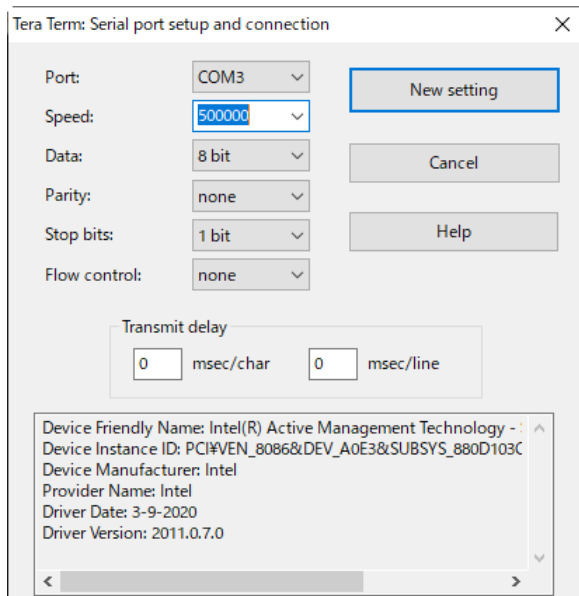 Tera Term: Serial port setup and connection
Port: COM3 New setting
Speed: 500000
Data: 8 bit Cancel
Parity: none
Stop bits: 1 bit Help
Flow control: none
Transmit delay
0 msec/char 0 msec/line
Device Friendly Name: Intel(R) Active Management Technology -
Device Instance ID: PCI¥VEN_8086&DEV_A0E3&SUBSYS_880D103C
Device Manufacturer: Intel
Provider Name: Intel
Driver Date: 3-9-2020
Driver Version: 2011.0.7.0